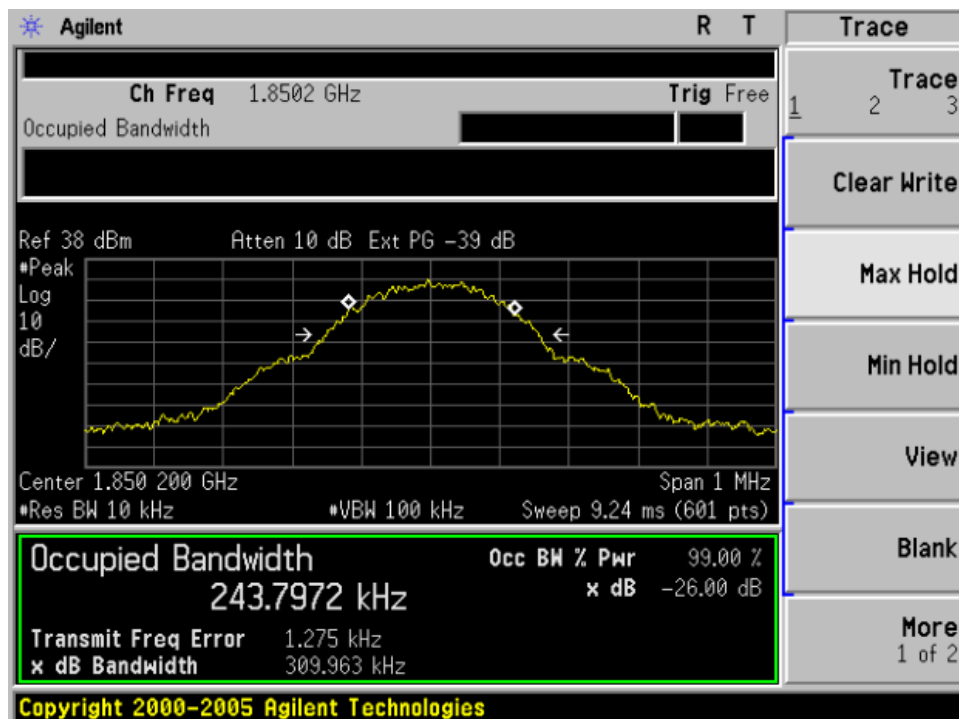 Agilent R T Trace
Ch Freq 1.8502 GHz Trig Free
Occupied Bandwidth
Trace
1 2 3
Clear Write
Max Hold
Min Hold
View
Blank
More
1 of 2
Ref 38 dBm Atten 10 dB Ext PG -39 dB
#Peak
Log
10
dB/
Center 1.850 200 GHz Span 1 MHz
#Res BW 10 kHz #VBW 100 kHz Sweep 9.24 ms (601 pts)
Occupied Bandwidth Occ BW % Pwr 99.00 %
243.7972 kHz x dB -26.00 dB
Transmit Freq Error 1.275 kHz
x dB Bandwidth 309.963 kHz
Copyright 2000-2005 Agilent Technologies